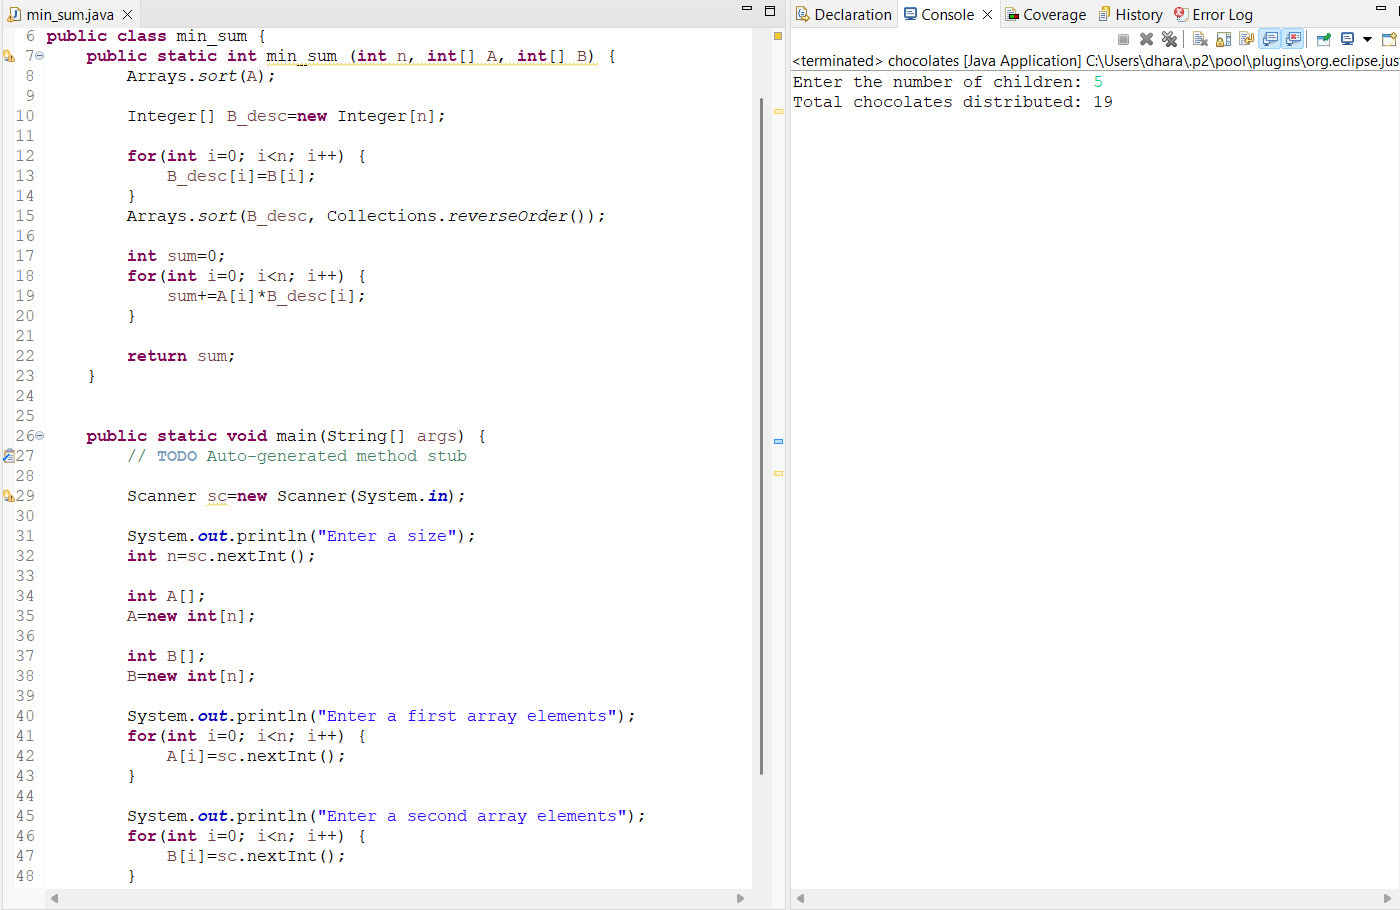 min_sum.java
6 public class min_sum {
7 public static int min_sum (int n, int[] A, int[] B) {
8 Arrays.sort(A);
9
10 Integer[] B_desc=new Integer[n];
11
12 for(int i=0; i<n; i++) {
13 B_desc[i]=B[i];
14 }
15 Arrays.sort(B_desc, Collections.reverseOrder());
16
17 int sum=0;
18 for(int i=0; i<n; i++) {
19 sum+=A[i]*B_desc[i];
20 }
21
22 return sum;
23 }
24
25
26 public static void main(String[] args) {
27 // TODO Auto-generated method stub
28
29 Scanner sc=new Scanner(System.in);
30
31 System.out.println("Enter a size");
32 int n=sc.nextInt();
33
34 int A[];
35 A=new int[n];
36
37 int B[];
38 B=new int[n];
39
40 System.out.println("Enter a first array elements");
41 for(int i=0; i<n; i++) {
42 A[i]=sc.nextInt();
43 }
44
45 System.out.println("Enter a second array elements");
46 for(int i=0; i<n; i++) {
47 B[i]=sc.nextInt();
48 }
Declaration Console Coverage History Error Log
<terminated> chocolates [Java Application] C:\Users\dhara\.p2\pool\plugins\org.eclipse.jus
Enter the number of children: 5
Total chocolates distributed: 19